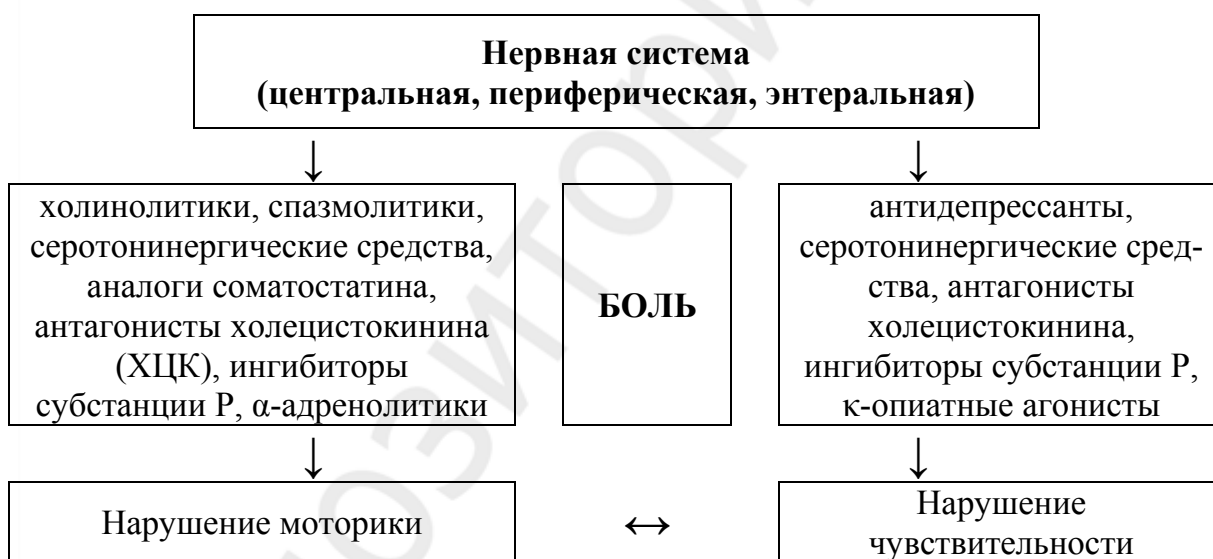 Нервная система
(центральная, периферическая, энтеральная)
↓
↓
холинолитики, спазмолитики,
серотонинергические средства,
аналоги соматостатина,
антагонисты холецистокинина
(ХЦК), ингибиторы
субстанции Р, α-адренолитики
БОЛЬ
антидепрессанты,
серотонинергические сред-
ства, антагонисты
холецистокинина,
ингибиторы субстанции Р,
к-опиатные агонисты
↓
↓
Нарушение моторики
↔
Нарушение
чувствительности